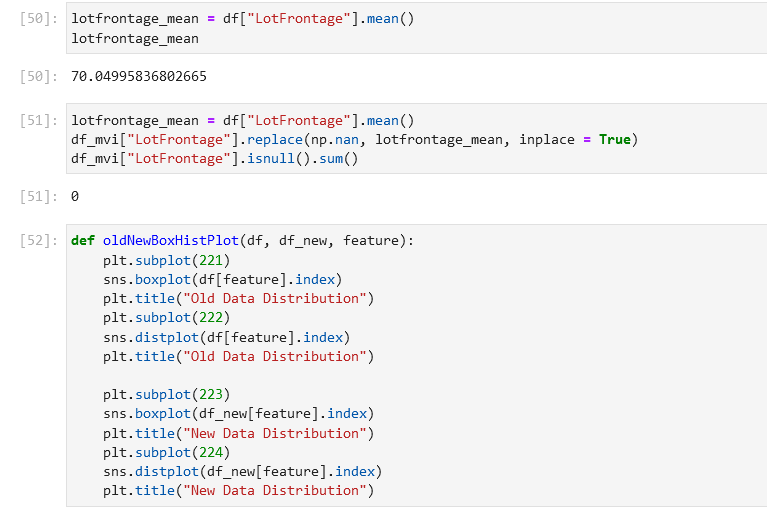 [50]: lotfrontage_mean = df["LotFrontage"].mean()
lotfrontage_mean
[50]: 70.04995836802665
[51]: lotfrontage_mean = df["LotFrontage"].mean()
df_mvi["LotFrontage"].replace(np.nan, lotfrontage_mean, inplace = True)
df_mvi["LotFrontage"].isnull().sum()
[51]: 0
[52]: def oldNewBoxHistPlot(df, df_new, feature):
    plt.subplot(221)
    sns.boxplot(df[feature].index)
    plt.title("Old Data Distribution")
    plt.subplot(222)
    sns.distplot(df[feature].index)
    plt.title("Old Data Distribution")

    plt.subplot(223)
    sns.boxplot(df_new[feature].index)
    plt.title("New Data Distribution")
    plt.subplot(224)
    sns.distplot(df_new[feature].index)
    plt.title("New Data Distribution")